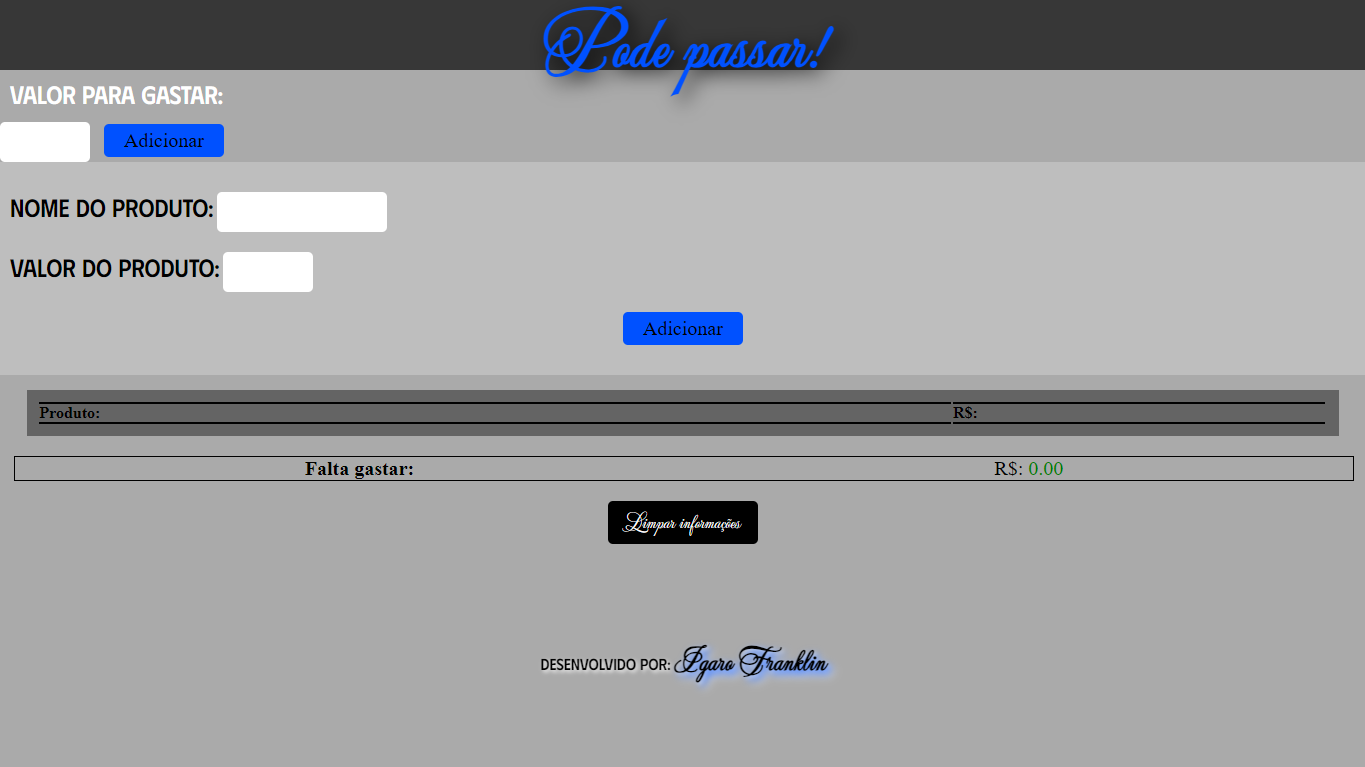 Pode passar!
VALOR PARA GASTAR:
Adicionar
NOME DO PRODUTO:
VALOR DO PRODUTO:
Adicionar
Produto: R$:
Falta gastar: R$: 0.00
Limpar informações
DESENVOLVIDO POR: Igaro Franklin